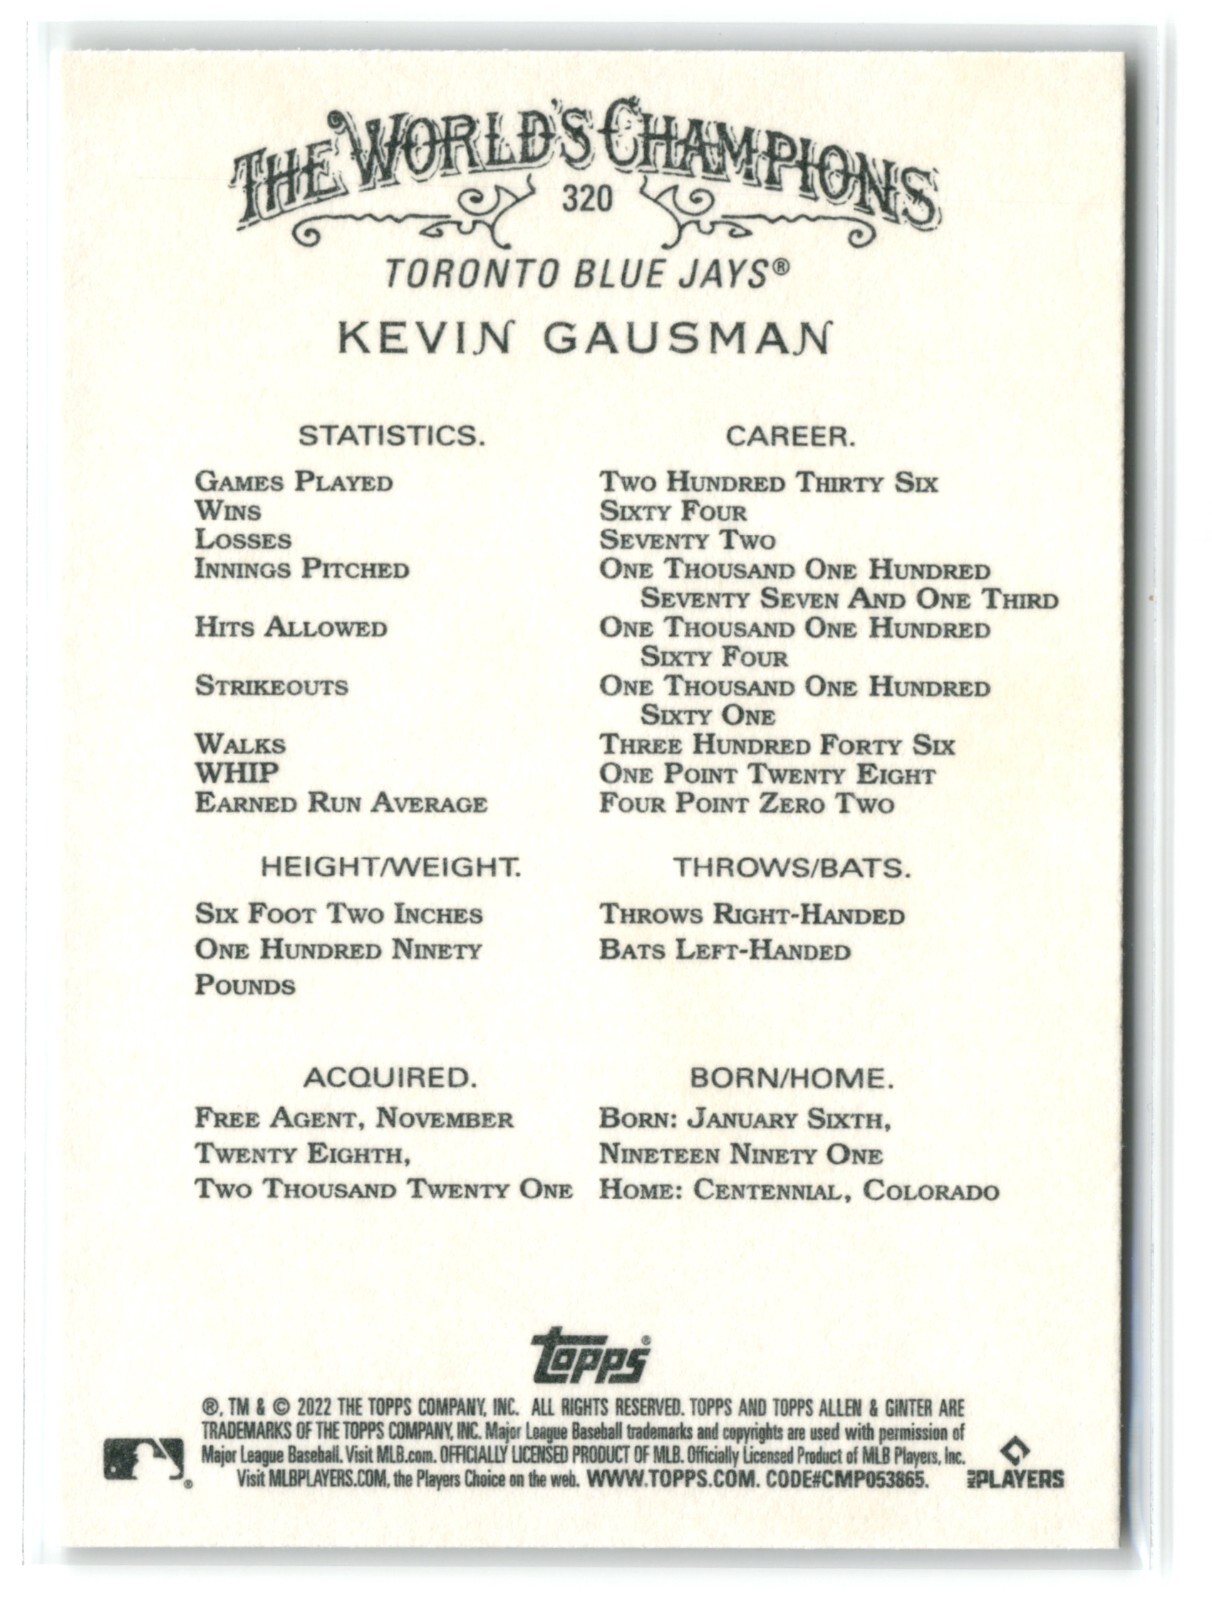 THE WORLD'S CHAMPIONS
320
TORONTO BLUE JAYS®
KEVIN GAUSMAN
STATISTICS. CAREER.
GAMES PLAYED TWO HUNDRED THIRTY SIX
WINS SIXTY FOUR
LOSSES SEVENTY TWO
INNINGS PITCHED ONE THOUSAND ONE HUNDRED
SEVENTY SEVEN AND ONE THIRD
HITS ALLOWED ONE THOUSAND ONE HUNDRED
SIXTY FOUR
STRIKEOUTS ONE THOUSAND ONE HUNDRED
SIXTY ONE
WALKS THREE HUNDRED FORTY SIX
WHIP ONE POINT TWENTY EIGHT
EARNED RUN AVERAGE FOUR POINT ZERO TWO
HEIGHT/WEIGHT.
SIX FOOT TWO INCHES
ONE HUNDRED NINETY
POUNDS
THROWS/BATS.
THROWS RIGHT-HANDED
BATS LEFT-HANDED
ACQUIRED.
FREE AGENT, NOVEMBER
TWENTY EIGHTH,
TWO THOUSAND TWENTY ONE
BORN/HOME.
BORN: JANUARY SIXTH,
NINETEEN NINETY ONE
HOME: CENTENNIAL, COLORADO
topps®
®, TM & © 2022 THE TOPPS COMPANY, INC. ALL RIGHTS RESERVED. TOPPS AND TOPPS ALLEN & GINTER ARE
TRADEMARKS OF THE TOPPS COMPANY, INC. Major League Baseball trademarks and copyrights are used with permission of
Major League Baseball. Visit MLB.com. OFFICIALLY LICENSED PRODUCT OF MLB. Officially Licensed Product of MLB Players, Inc.
Visit MLBPLAYERS.COM, the Players Choice on the web. WWW.TOPPS.COM. CODE#CMP053865.
®
MLB PLAYERS